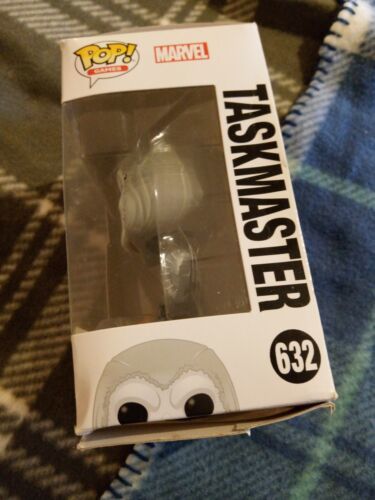 POP!
GAMES
MARVEL
TASKMASTER
632